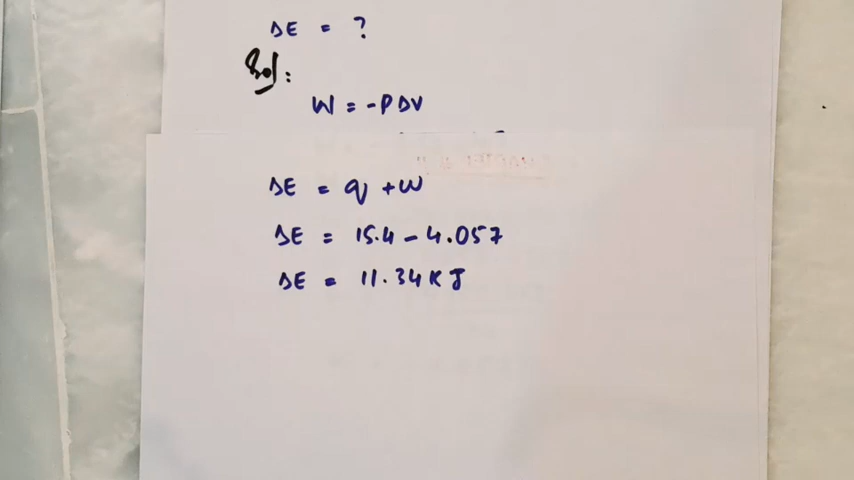 ΔE = ?
Sol:
W = -PΔV
ΔE = q + w
ΔE = 15.4 - 4.057
ΔE = 11.34 KJ